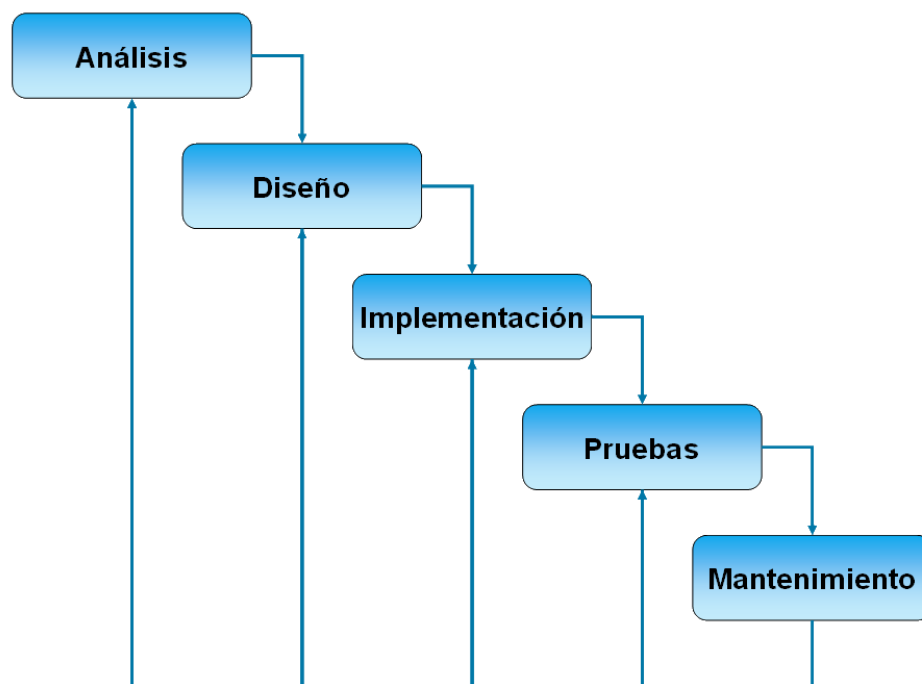 Análisis
Diseño
Implementación
Pruebas
Mantenimiento